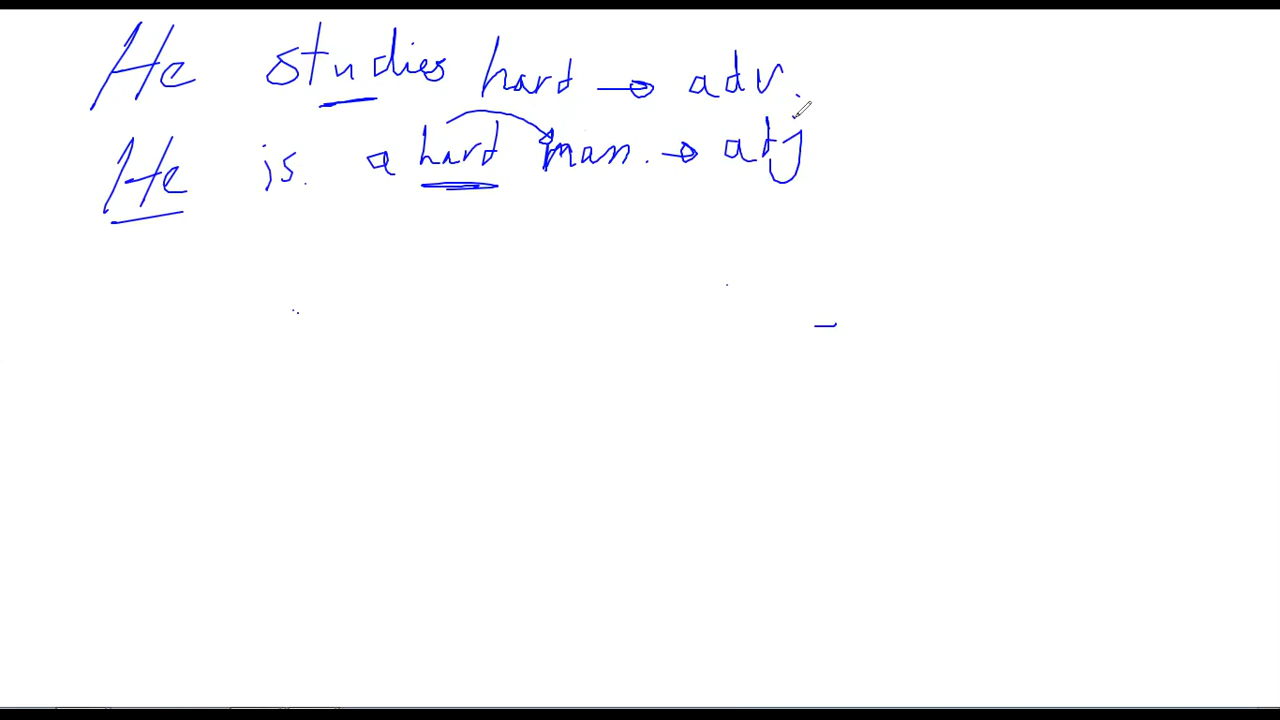 He studies hard → adv.
He is a hard man. → adj